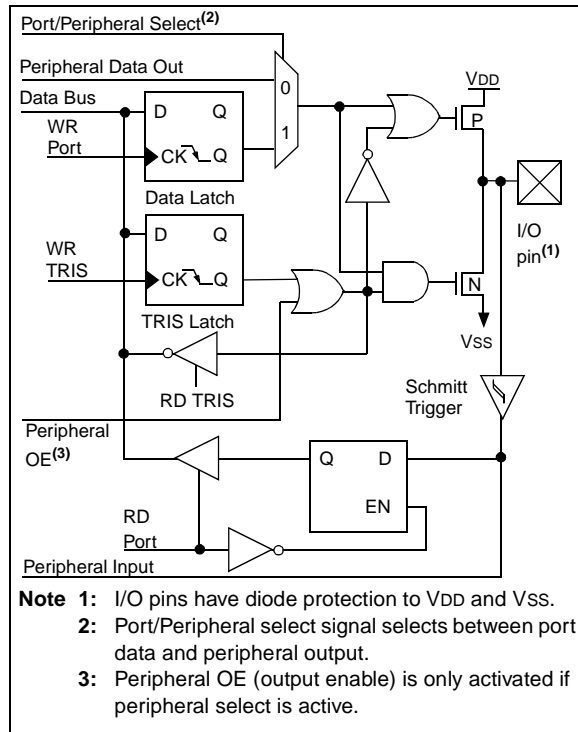 Port/Peripheral Select(2)
Peripheral Data Out
Data Bus
WR
Port
D
Q
CK
Q
Data Latch
0
1
VDD
P
I/O
pin(1)
WR
TRIS
D
Q
CK
Q
TRIS Latch
N
VSS
RD TRIS
Schmitt
Trigger
Peripheral
OE(3)
Q
D
EN
RD
Port
Peripheral Input
Note 1: I/O pins have diode protection to VDD and VSS.
2: Port/Peripheral select signal selects between port
data and peripheral output.
3: Peripheral OE (output enable) is only activated if
peripheral select is active.